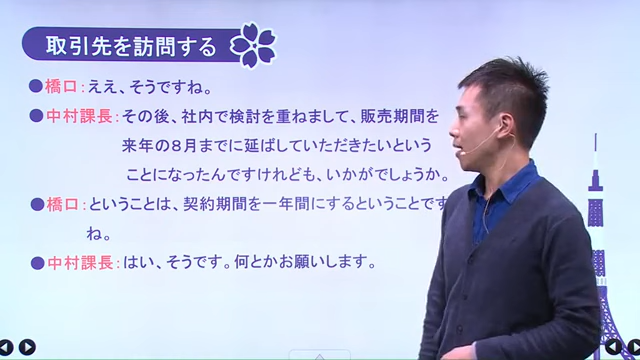 取引先を訪問する
●橋口：ええ、そうですね。
●中村課長：その後、社内で検討を重ねまして、販売期間を
来年の８月までに延ばしていただきたいという
ことになったんですけれども、いかがでしょうか。
●橋口：ということは、契約期間を一年間にするということです
ね。
●中村課長：はい、そうです。何とかお願いします。